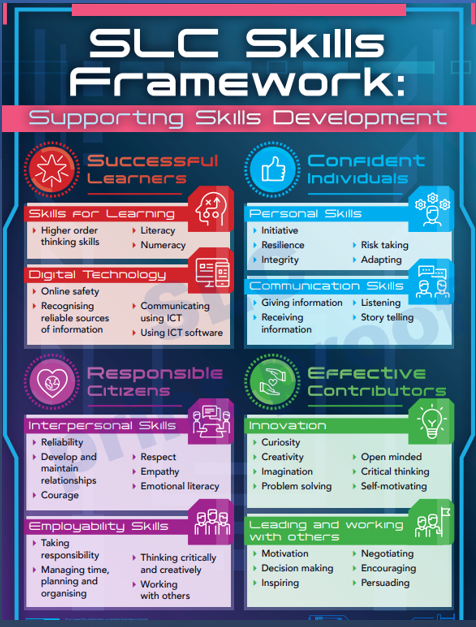 SLC Skills
Framework:
Supporting Skills Development
Successful
Learners
Skills for Learning
Higher order
thinking skills
Literacy
Numeracy
Digital Technology
Online safety
Recognising
reliable sources
of information
Communicating
using ICT
Using ICT software
Confident
Individuals
Personal Skills
Initiative
Resilience
Integrity
Risk taking
Adapting
Communication Skills
Giving information
Receiving
information
Listening
Story telling
Responsible
Citizens
Interpersonal Skills
Reliability
Develop and
maintain
relationships
Courage
Respect
Empathy
Emotional literacy
Employability Skills
Taking
responsibility
Managing time,
planning and
organising
Thinking critically
and creatively
Working
with others
Effective
Contributors
Innovation
Curiosity
Creativity
Imagination
Problem solving
Open minded
Critical thinking
Self-motivating
Leading and working
with others
Motivation
Decision making
Inspiring
Negotiating
Encouraging
Persuading